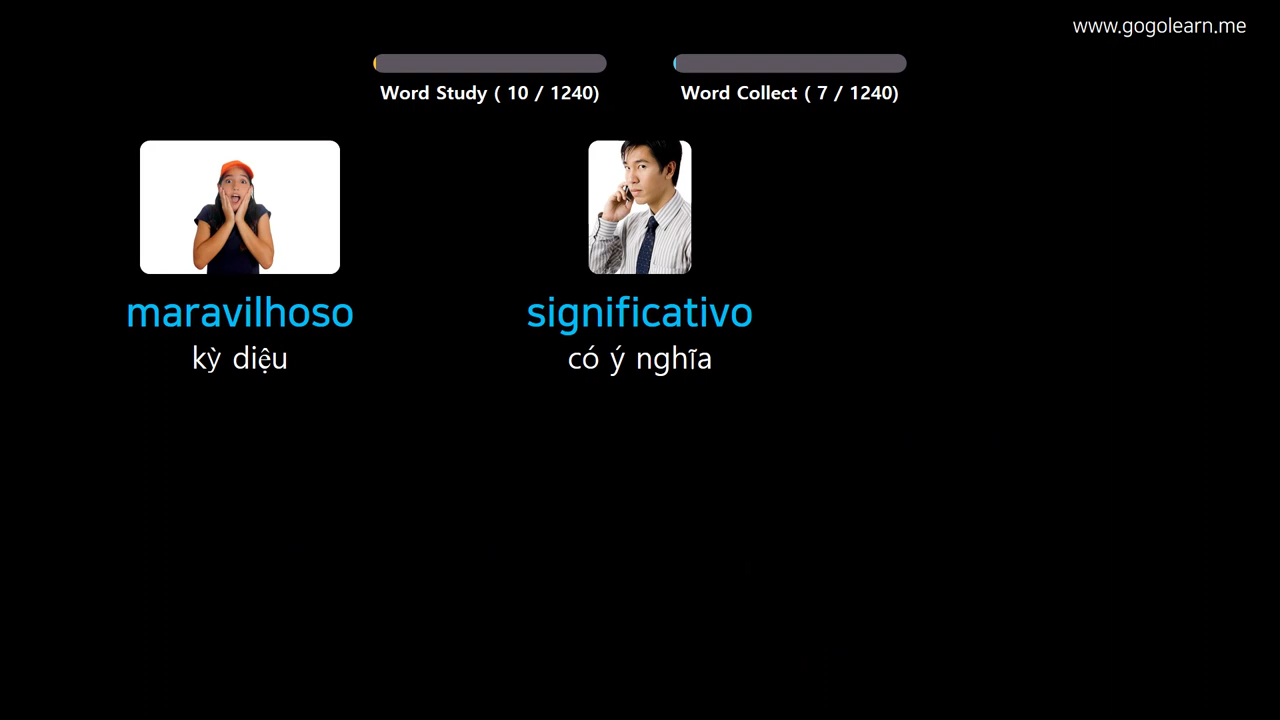 www.gogolearn.me
Word Study ( 10 / 1240)
Word Collect ( 7 / 1240)
maravilhoso
kỳ diệu
significativo
có ý nghĩa